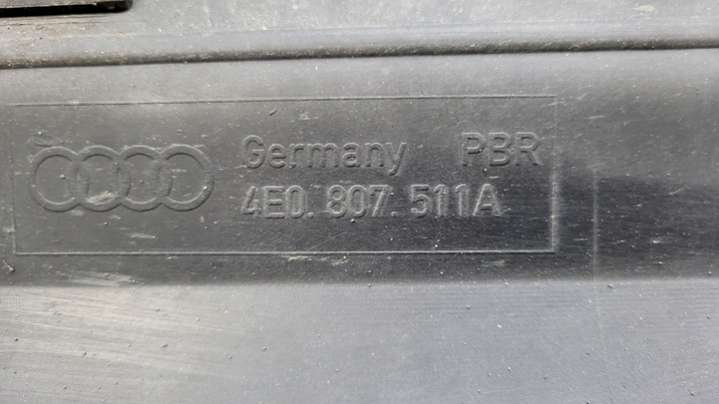 Germany PBR
4E0. 807. 511A